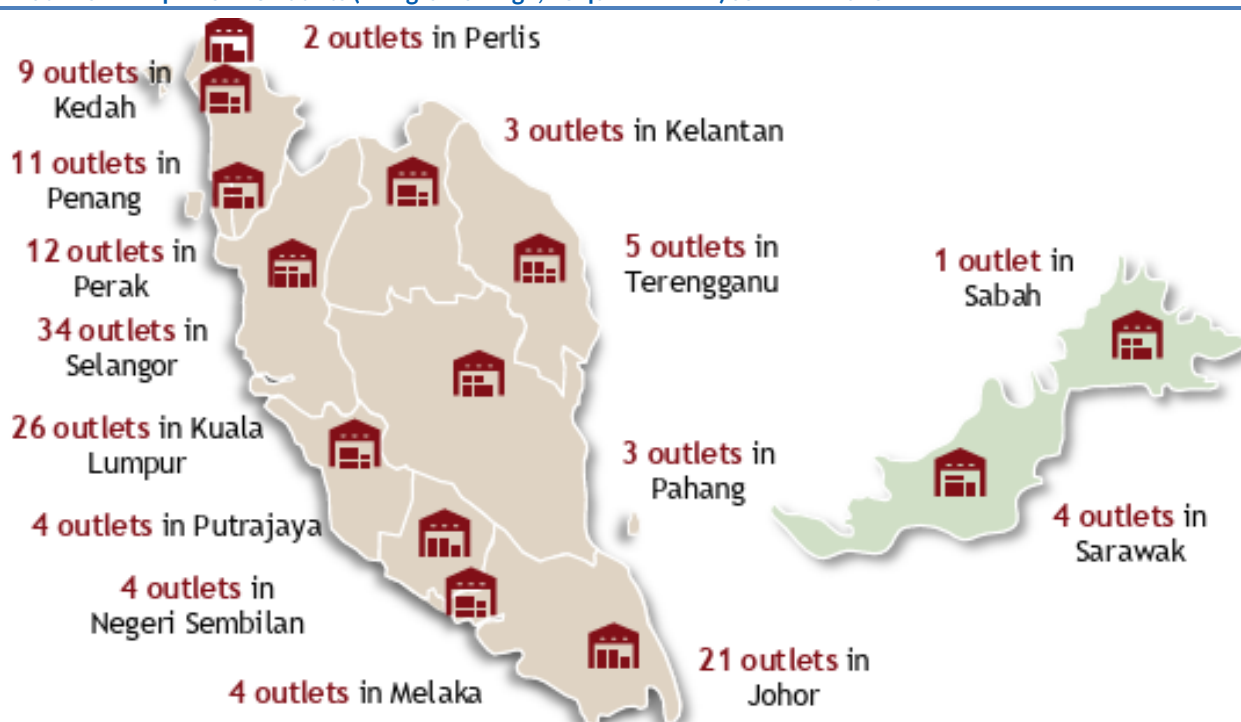 2 outlets in Perlis
9 outlets in
Kedah
3 outlets in Kelantan
11 outlets in
Penang
12 outlets in
Perak
5 outlets in
Terengganu
1 outlet in
Sabah
34 outlets in
Selangor
26 outlets in Kuala
Lumpur
3 outlets in
Pahang
4 outlets in Putrajaya
4 outlets in
Sarawak
4 outlets in
Negeri Sembilan
21 outlets in
Johor
4 outlets in Melaka